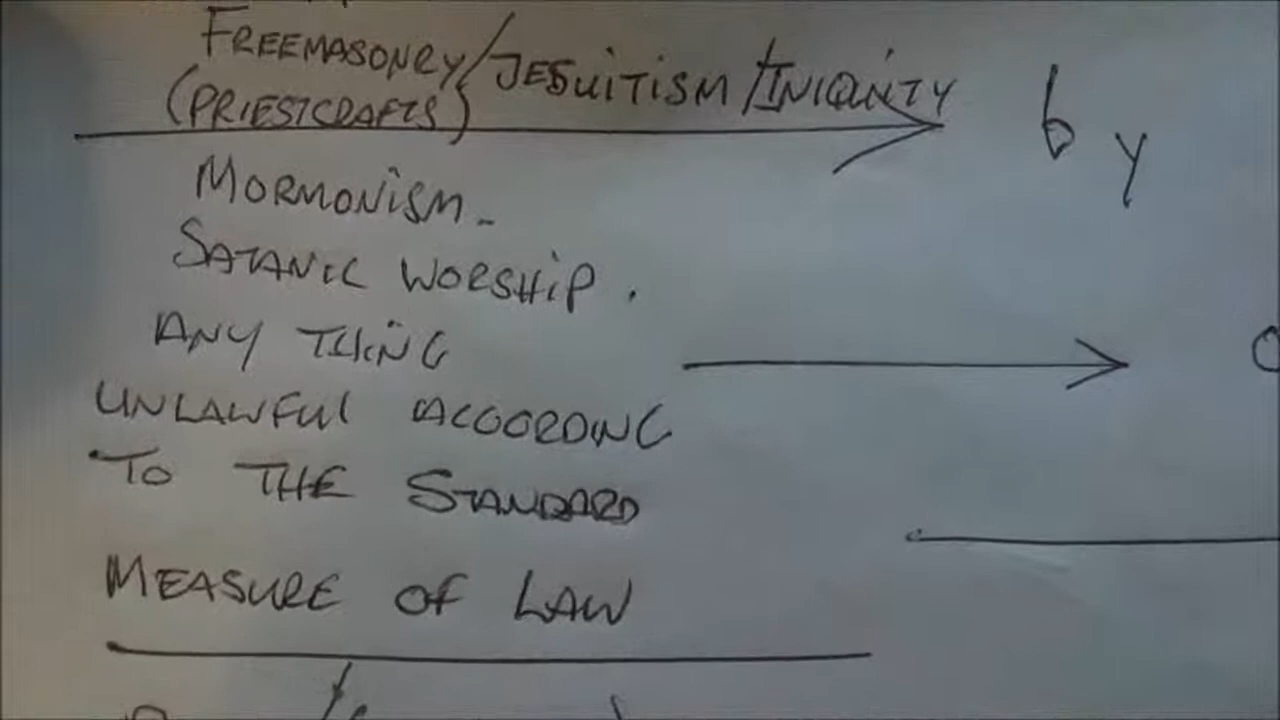 FREEMASONRY/JESUITISM/INIQUITY
(PRIESTCRAFTS)
by
MORMONISM-
SATANIC WORSHIP.
ANY THING
UNLAWFUL ACCORDING
TO THE STANDARD
MEASURE OF LAW